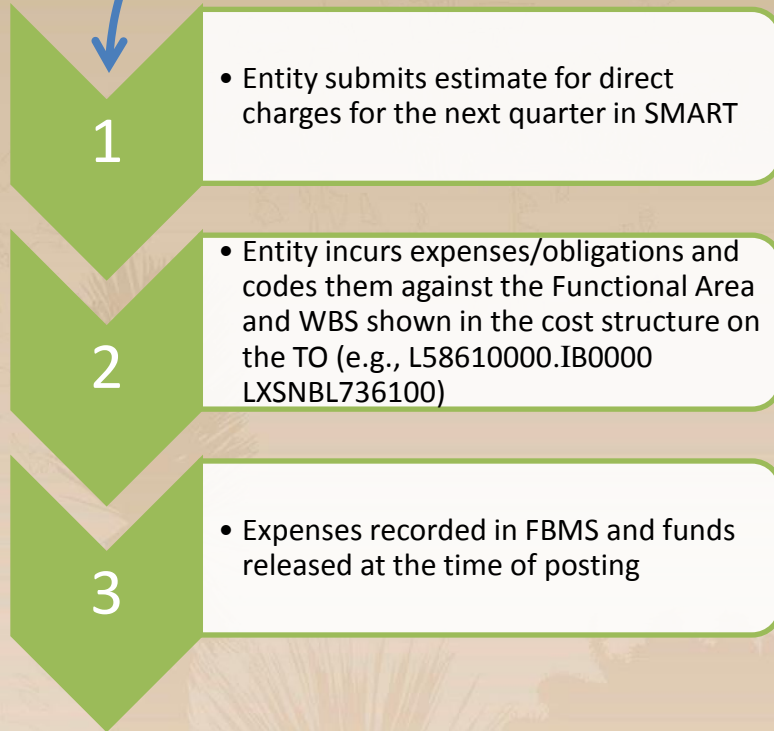 1
• Entity submits estimate for direct
charges for the next quarter in SMART
2
• Entity incurs expenses/obligations and
codes them against the Functional Area
and WBS shown in the cost structure on
the TO (e.g., L58610000.IB0000
LXSNBL736100)
3
• Expenses recorded in FBMS and funds
released at the time of posting